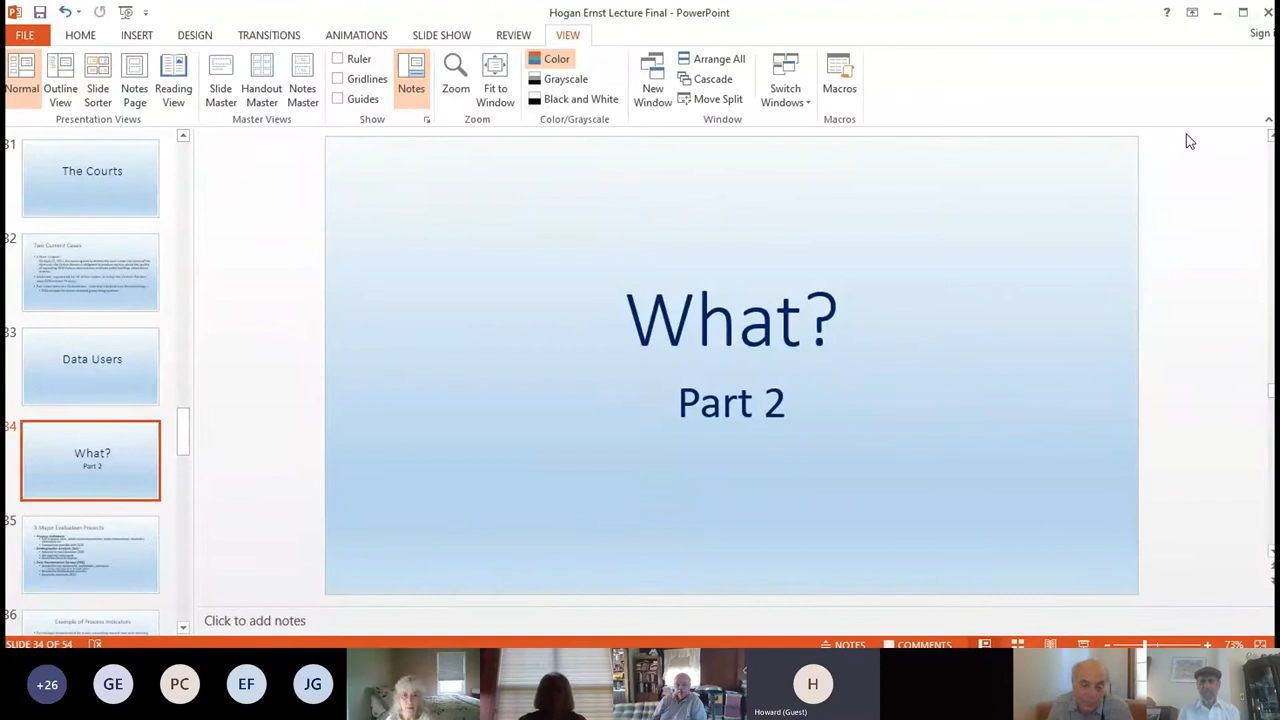 Hogan Ernst Lecture Final - PowerPoint
?
FILE HOME INSERT DESIGN TRANSITIONS ANIMATIONS SLIDE SHOW REVIEW VIEW Sign
Normal Outline View Slide Sorter Notes Page Reading View
Slide Master Handout Master Notes Master
Ruler
Gridlines
Guides
Notes
Zoom Fit to Window
Color
Grayscale
Black and White
New Window
Arrange All
Cascade
Move Split
Switch Windows
Macros
Presentation Views Master Views Show Zoom Color/Grayscale Window Macros
31
The Courts
32
Two Current Cases
33
Data Users
34
What?
Part 2
35
3 Major Evaluation Projects
36
Example of Process Indicators
What?
Part 2
Click to add notes
SLIDE 34 OF 54 NOTES COMMENTS 73%
+26 GE PC EF JG H
Howard (Guest)